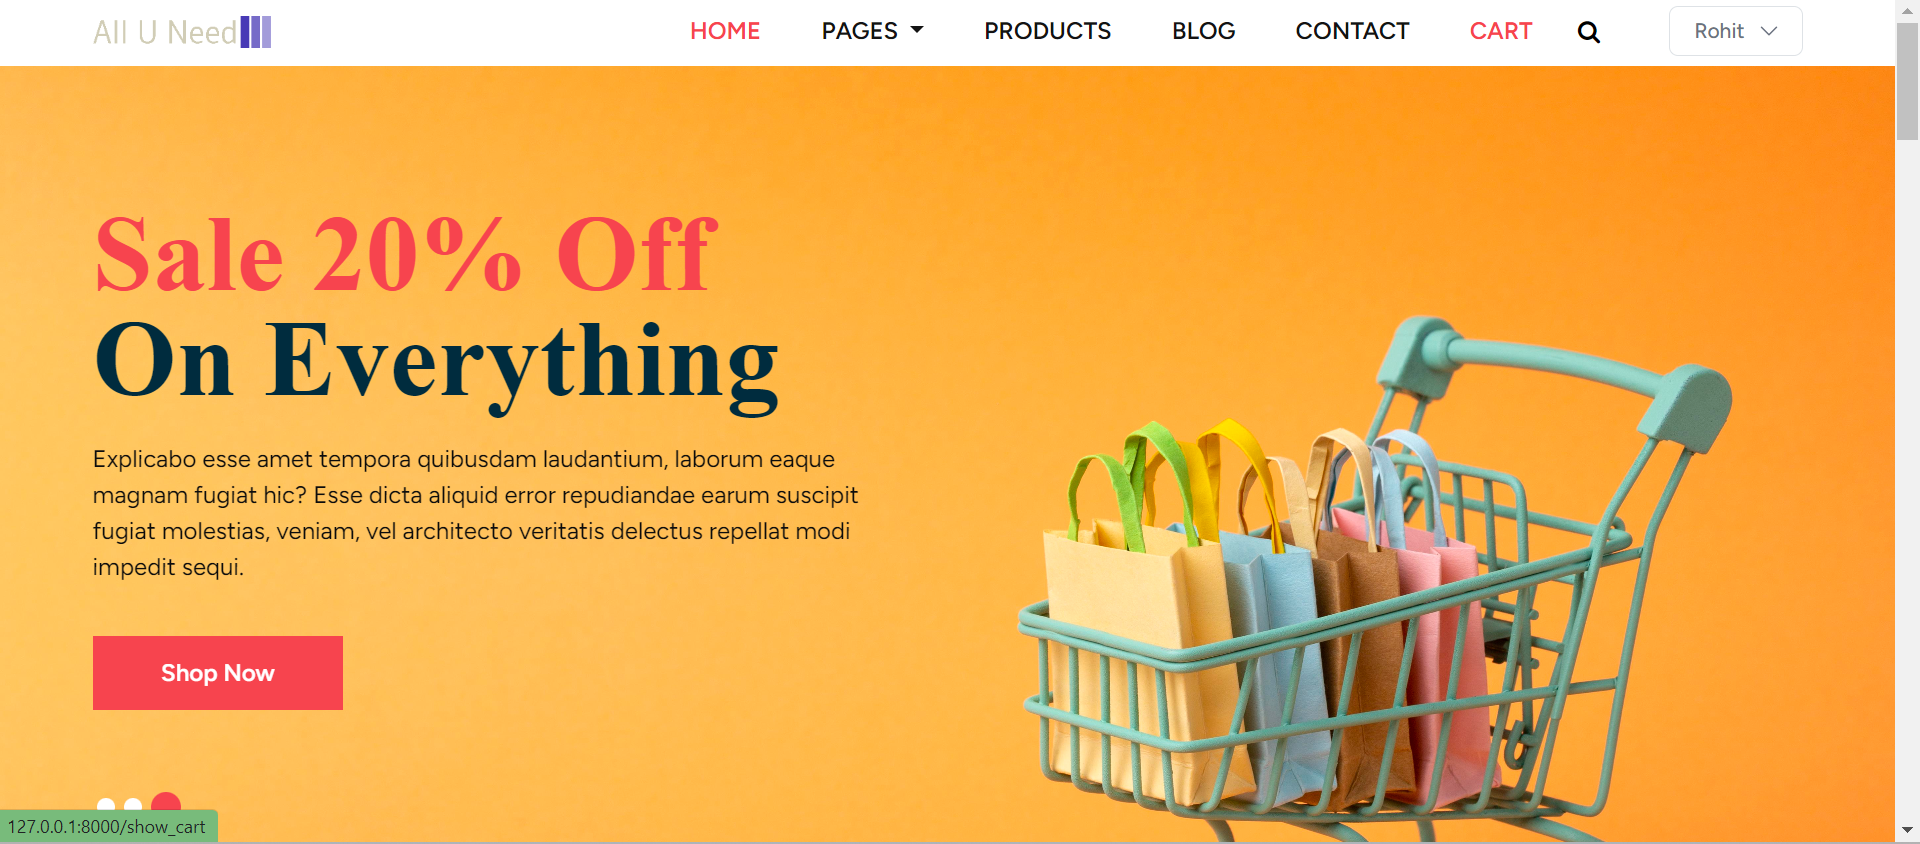 All U Need
HOME PAGES PRODUCTS BLOG CONTACT CART Rohit
Sale 20% Off
On Everything
Explicabo esse amet tempora quibusdam laudantium, laborum eaque
magnam fugiat hic? Esse dicta aliquid error repudiandae earum suscipit
fugiat molestias, veniam, vel architecto veritatis delectus repellat modi
impedit sequi.
Shop Now
127.0.0.1:8000/show_cart